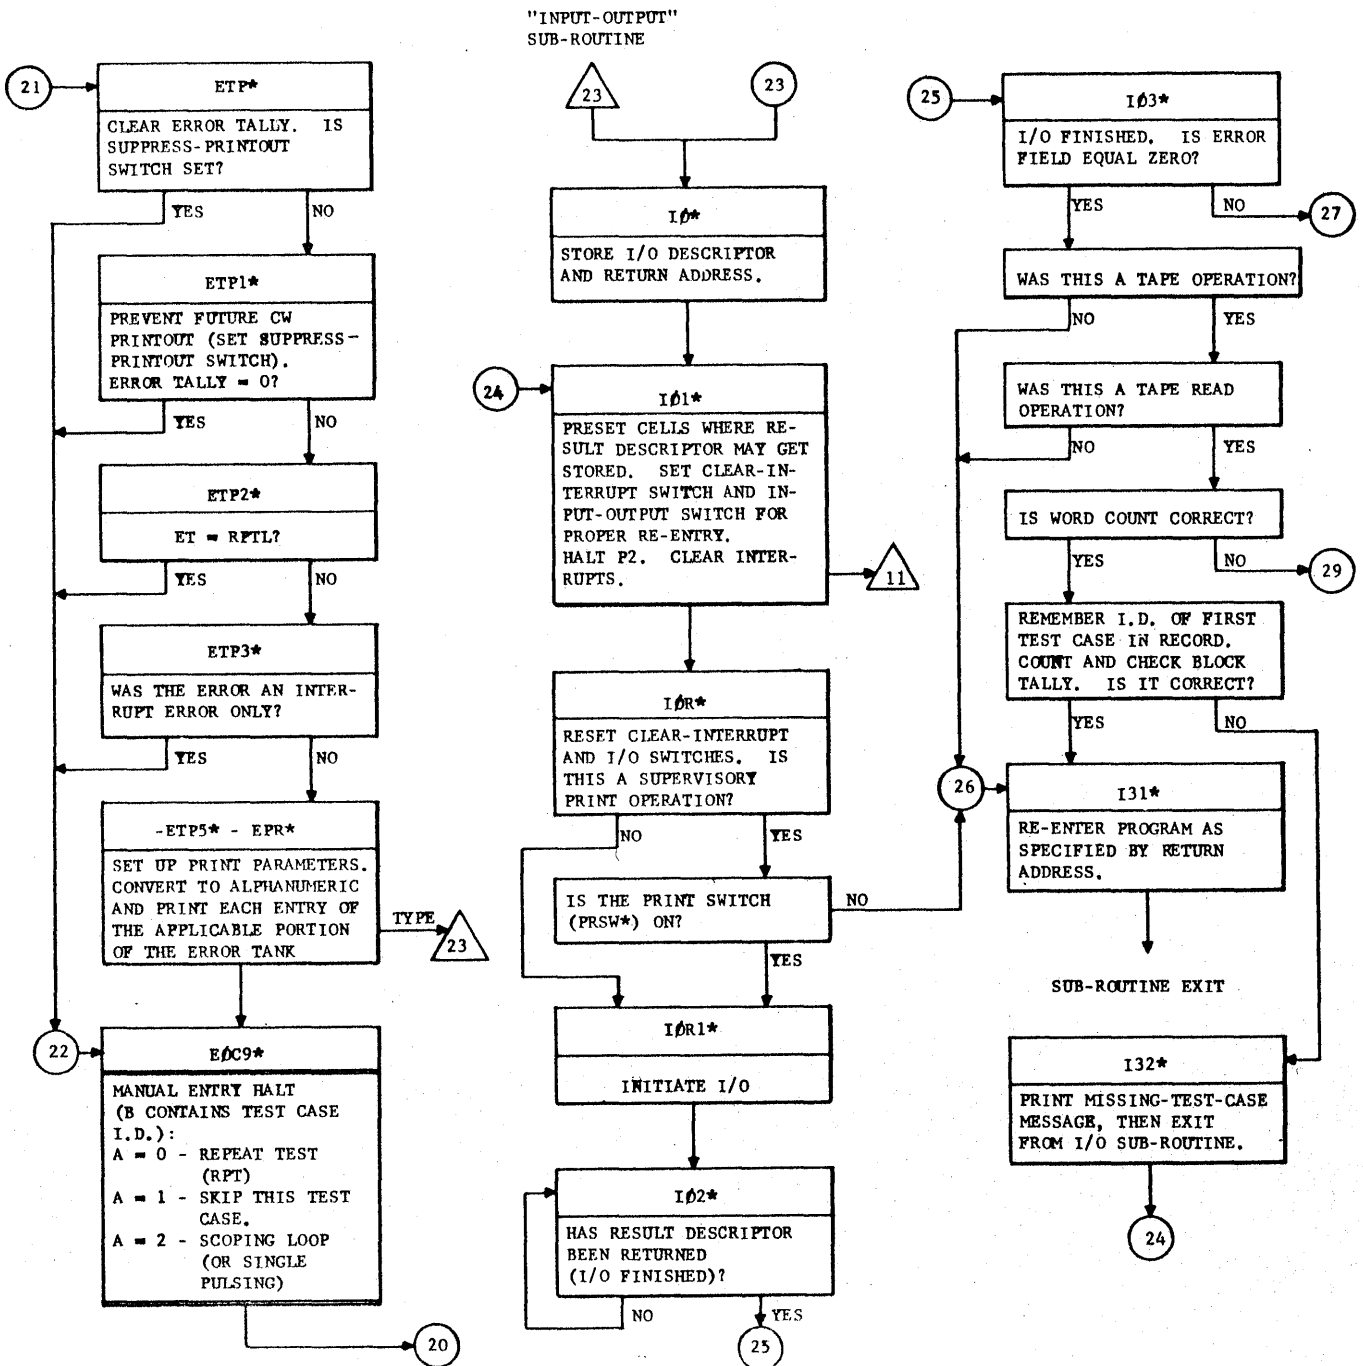 "INPUT-OUTPUT"
SUB-ROUTINE
21
ETP*
CLEAR ERROR TALLY. IS
SUPPRESS-PRINTOUT
SWITCH SET?
YES
NO
ETP1*
PREVENT FUTURE CW
PRINTOUT (SET SUPPRESS-
PRINTOUT SWITCH).
ERROR TALLY = 0?
YES
NO
ETP2*
ET = RPTL?
YES
NO
ETP3*
WAS THE ERROR AN INTER-
RUPT ERROR ONLY?
YES
NO
-ETP5* - EPR*
SET UP PRINT PARAMETERS.
CONVERT TO ALPHANUMERIC
AND PRINT EACH ENTRY OF
THE APPLICABLE PORTION
OF THE ERROR TANK
TYPE
23
22
EØC9*
MANUAL ENTRY HALT
(B CONTAINS TEST CASE
I.D.):
A = 0 - REPEAT TEST
(RPT)
A = 1 - SKIP THIS TEST
CASE.
A = 2 - SCOPING LOOP
(OR SINGLE
PULSING)
20
23
23
IØ*
STORE I/O DESCRIPTOR
AND RETURN ADDRESS.
24
IØ1*
PRESET CELLS WHERE RE-
SULT DESCRIPTOR MAY GET
STORED. SET CLEAR-IN-
TERRUPT SWITCH AND IN-
PUT-OUTPUT SWITCH FOR
PROPER RE-ENTRY.
HALT P2. CLEAR INTER-
RUPTS.
11
IØR*
RESET CLEAR-INTERRUPT
AND I/O SWITCHES. IS
THIS A SUPERVISORY
PRINT OPERATION?
NO
YES
IS THE PRINT SWITCH
(PRSW*) ON?
NO
YES
IØR1*
INITIATE I/O
IØ2*
HAS RESULT DESCRIPTOR
BEEN RETURNED
(I/O FINISHED)?
NO
YES
25
25
IØ3*
I/O FINISHED. IS ERROR
FIELD EQUAL ZERO?
YES
NO
27
WAS THIS A TAPE OPERATION?
NO
YES
WAS THIS A TAPE READ
OPERATION?
NO
YES
IS WORD COUNT CORRECT?
YES
NO
29
REMEMBER I.D. OF FIRST
TEST CASE IN RECORD.
COUNT AND CHECK BLOCK
TALLY. IS IT CORRECT?
YES
NO
26
I31*
RE-ENTER PROGRAM AS
SPECIFIED BY RETURN
ADDRESS.
SUB-ROUTINE EXIT
I32*
PRINT MISSING-TEST-CASE
MESSAGE, THEN EXIT
FROM I/O SUB-ROUTINE.
24